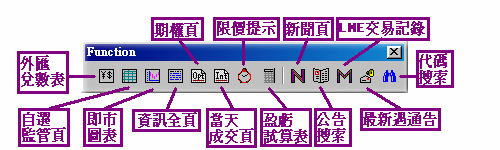 期權頁
限價提示
新聞頁
LME交易記錄
Function
外匯
兌數表
¥$
Opt
Int
N
M
代碼
搜索
自選
監管頁
即市
圖表
資訊全頁
當天
成交頁
盈虧
試算表
公告
搜索
最新過通告